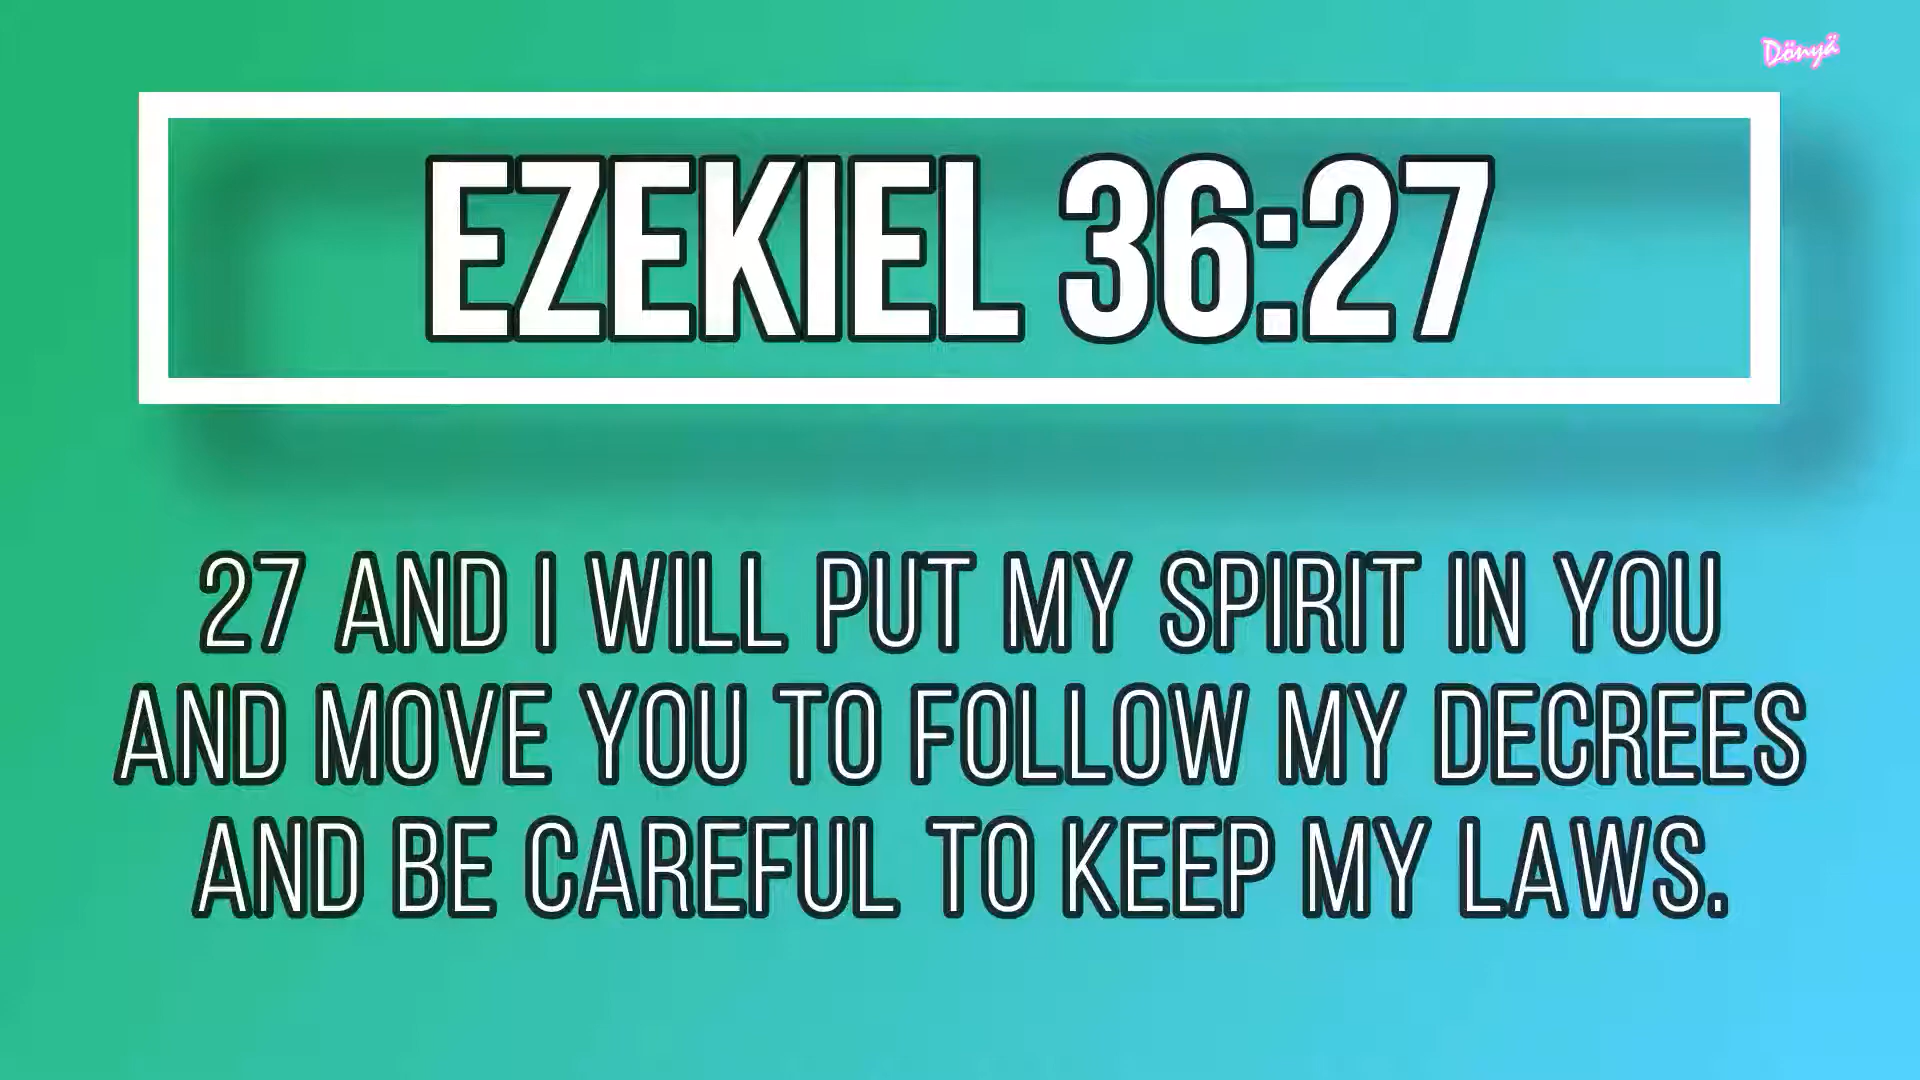 Dönyä
EZEKIEL 36:27
27 AND I WILL PUT MY SPIRIT IN YOU
AND MOVE YOU TO FOLLOW MY DECREES
AND BE CAREFUL TO KEEP MY LAWS.